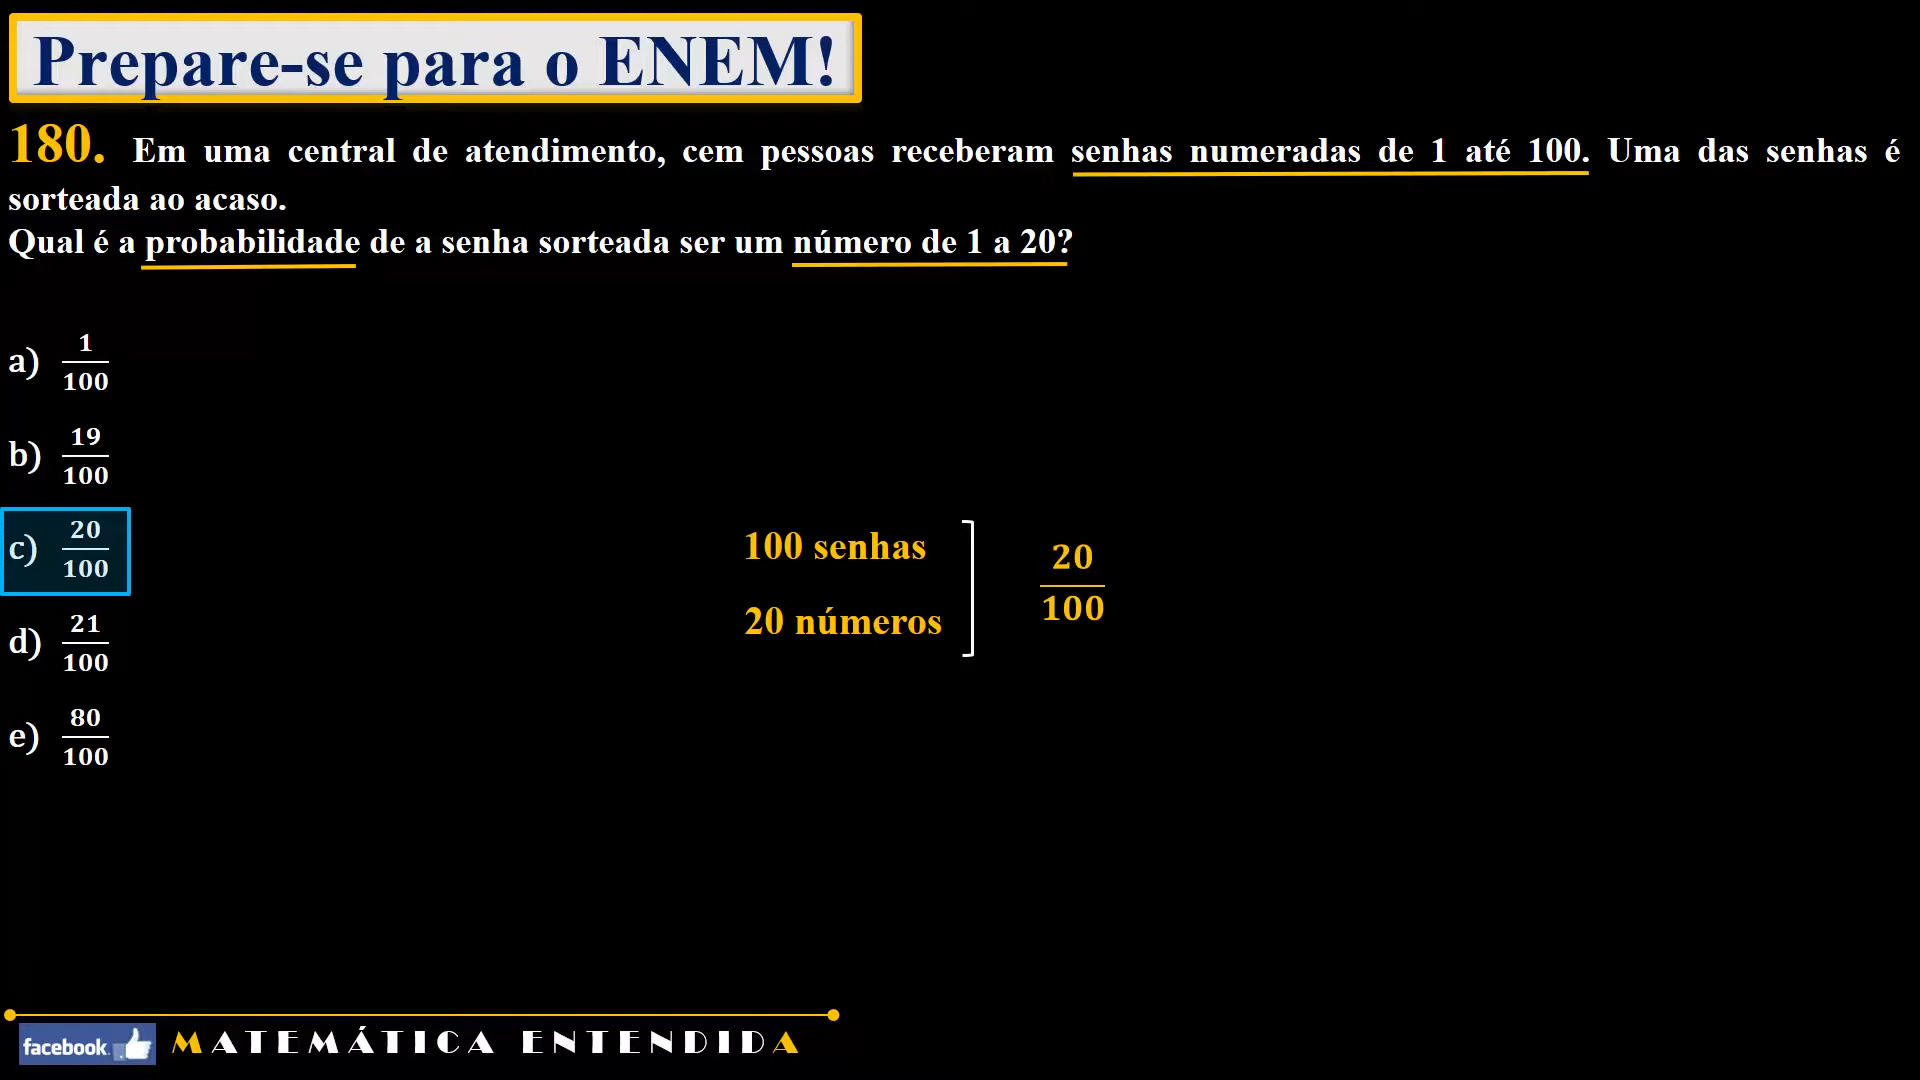 Prepare-se para o ENEM!
180. Em uma central de atendimento, cem pessoas receberam senhas numeradas de 1 até 100. Uma das senhas é
sorteada ao acaso.
Qual é a probabilidade de a senha sorteada ser um número de 1 a 20?
a) 1/100
b) 19/100
c) 20/100
d) 21/100
e) 80/100
100 senhas
20 números
20/100
facebook MATEMÁTICA ENTENDIDA